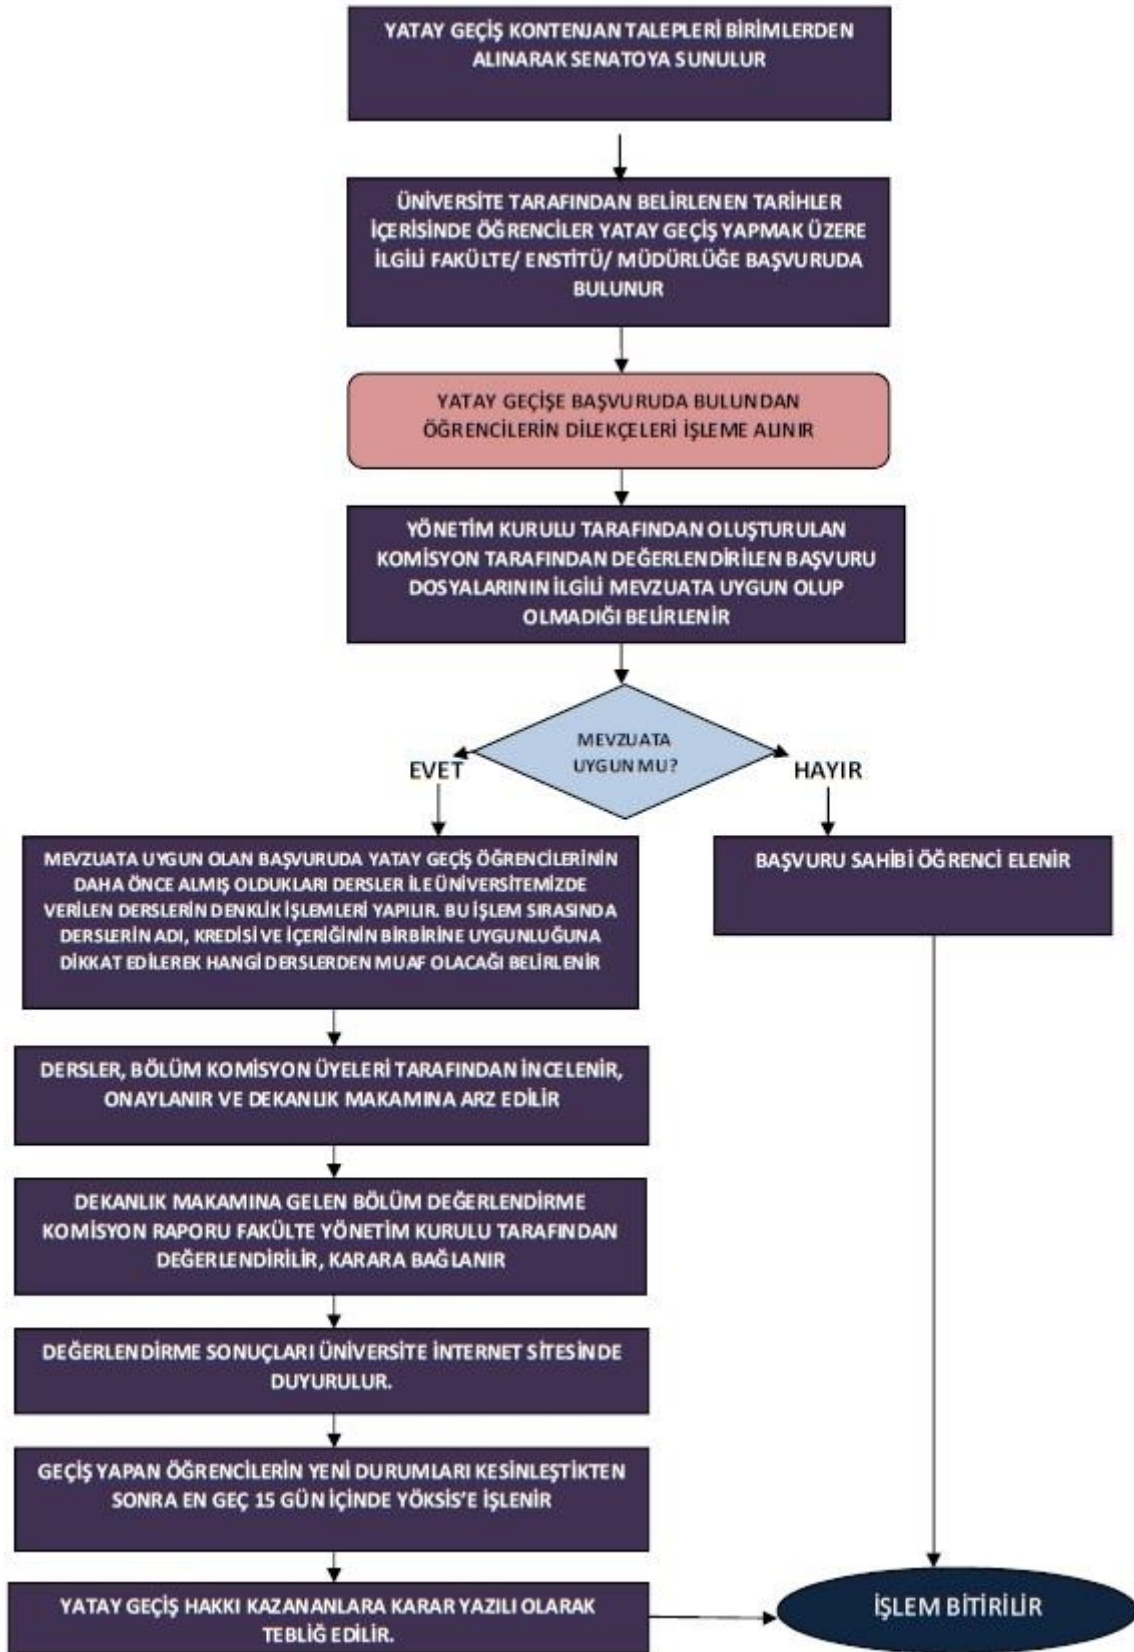 YATAY GEÇİŞ KONTENJAN TALEPLERİ BİRİMLERDEN
ALINARAK SENATOYA SUNULUR
ÜNİVERSİTE TARAFINDAN BELİRLENEN TARİHLER
İÇERİSİNDE ÖĞRENCİLER YATAY GEÇİŞ YAPMAK ÜZERE
İLGİLİ FAKÜLTE/ ENSTİTÜ/ MÜDÜRLÜĞE BAŞVURUDA
BULUNUR
YATAY GEÇİŞE BAŞVURUDA BULUNDAN
ÖĞRENCİLERİN DİLEKÇELERİ İŞLEME ALINIR
YÖNETİM KURULU TARAFINDAN OLUŞTURULAN
KOMİSYON TARAFINDAN DEĞERLENDİRİLEN BAŞVURU
DOSYALARININ İLGİLİ MEVZUATA UYGUN OLUP
OLMADIĞI BELİRLENİR
MEVZUATA
UYGUN MU?
EVET
HAYIR
MEVZUATA UYGUN OLAN BAŞVURUDA YATAY GEÇİŞ ÖĞRENCİLERİNİN
DAHA ÖNCE ALMIŞ OLDUKLARI DERSLER İLE ÜNİVERSİTEMİZDE
VERİLEN DERSLERİN DENKLİK İŞLEMLERİ YAPILIR. BU İŞLEM SIRASINDA
DERSLERİN ADI, KREDİSİ VE İÇERİĞİNİN BİRBİRİNE UYGUNLUĞUNA
DİKKAT EDİLEREK HANGİ DERSLERDEN MUAF OLACAĞI BELİRLENİR
BAŞVURU SAHİBİ ÖĞRENCİ ELENİR
DERSLER, BÖLÜM KOMİSYON ÜYELERİ TARAFINDAN İNCELENİR,
ONAYLANIR VE DEKANLIK MAKAMINA ARZ EDİLİR
DEKANLIK MAKAMINA GELEN BÖLÜM DEĞERLENDİRME
KOMİSYON RAPORU FAKÜLTE YÖNETİM KURULU TARAFINDAN
DEĞERLENDİRİLİR, KARARA BAĞLANIR
DEĞERLENDİRME SONUÇLARI ÜNİVERSİTE İNTERNET SİTESİNDE
DUYURULUR.
GEÇİŞ YAPAN ÖĞRENCİLERİN YENİ DURUMLARI KESİNLEŞTİKTEN
SONRA EN GEÇ 15 GÜN İÇİNDE YÖKSİS'E İŞLENİR
YATAY GEÇİŞ HAKKI KAZANANLARA KARAR YAZILI OLARAK
TEBLİĞ EDİLİR.
İŞLEM BİTİRİLİR